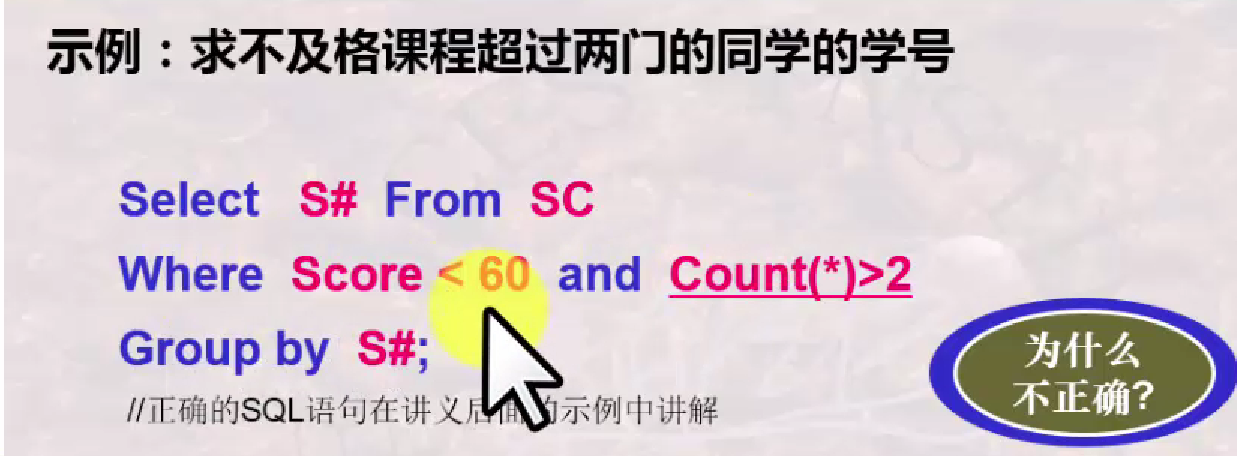 示例：求不及格课程超过两门的同学的学号
Select S# From SC
Where Score < 60 and Count(*)>2
Group by S#;
//正确的SQL语句在讲义后面的示例中讲解
为什么
不正确?